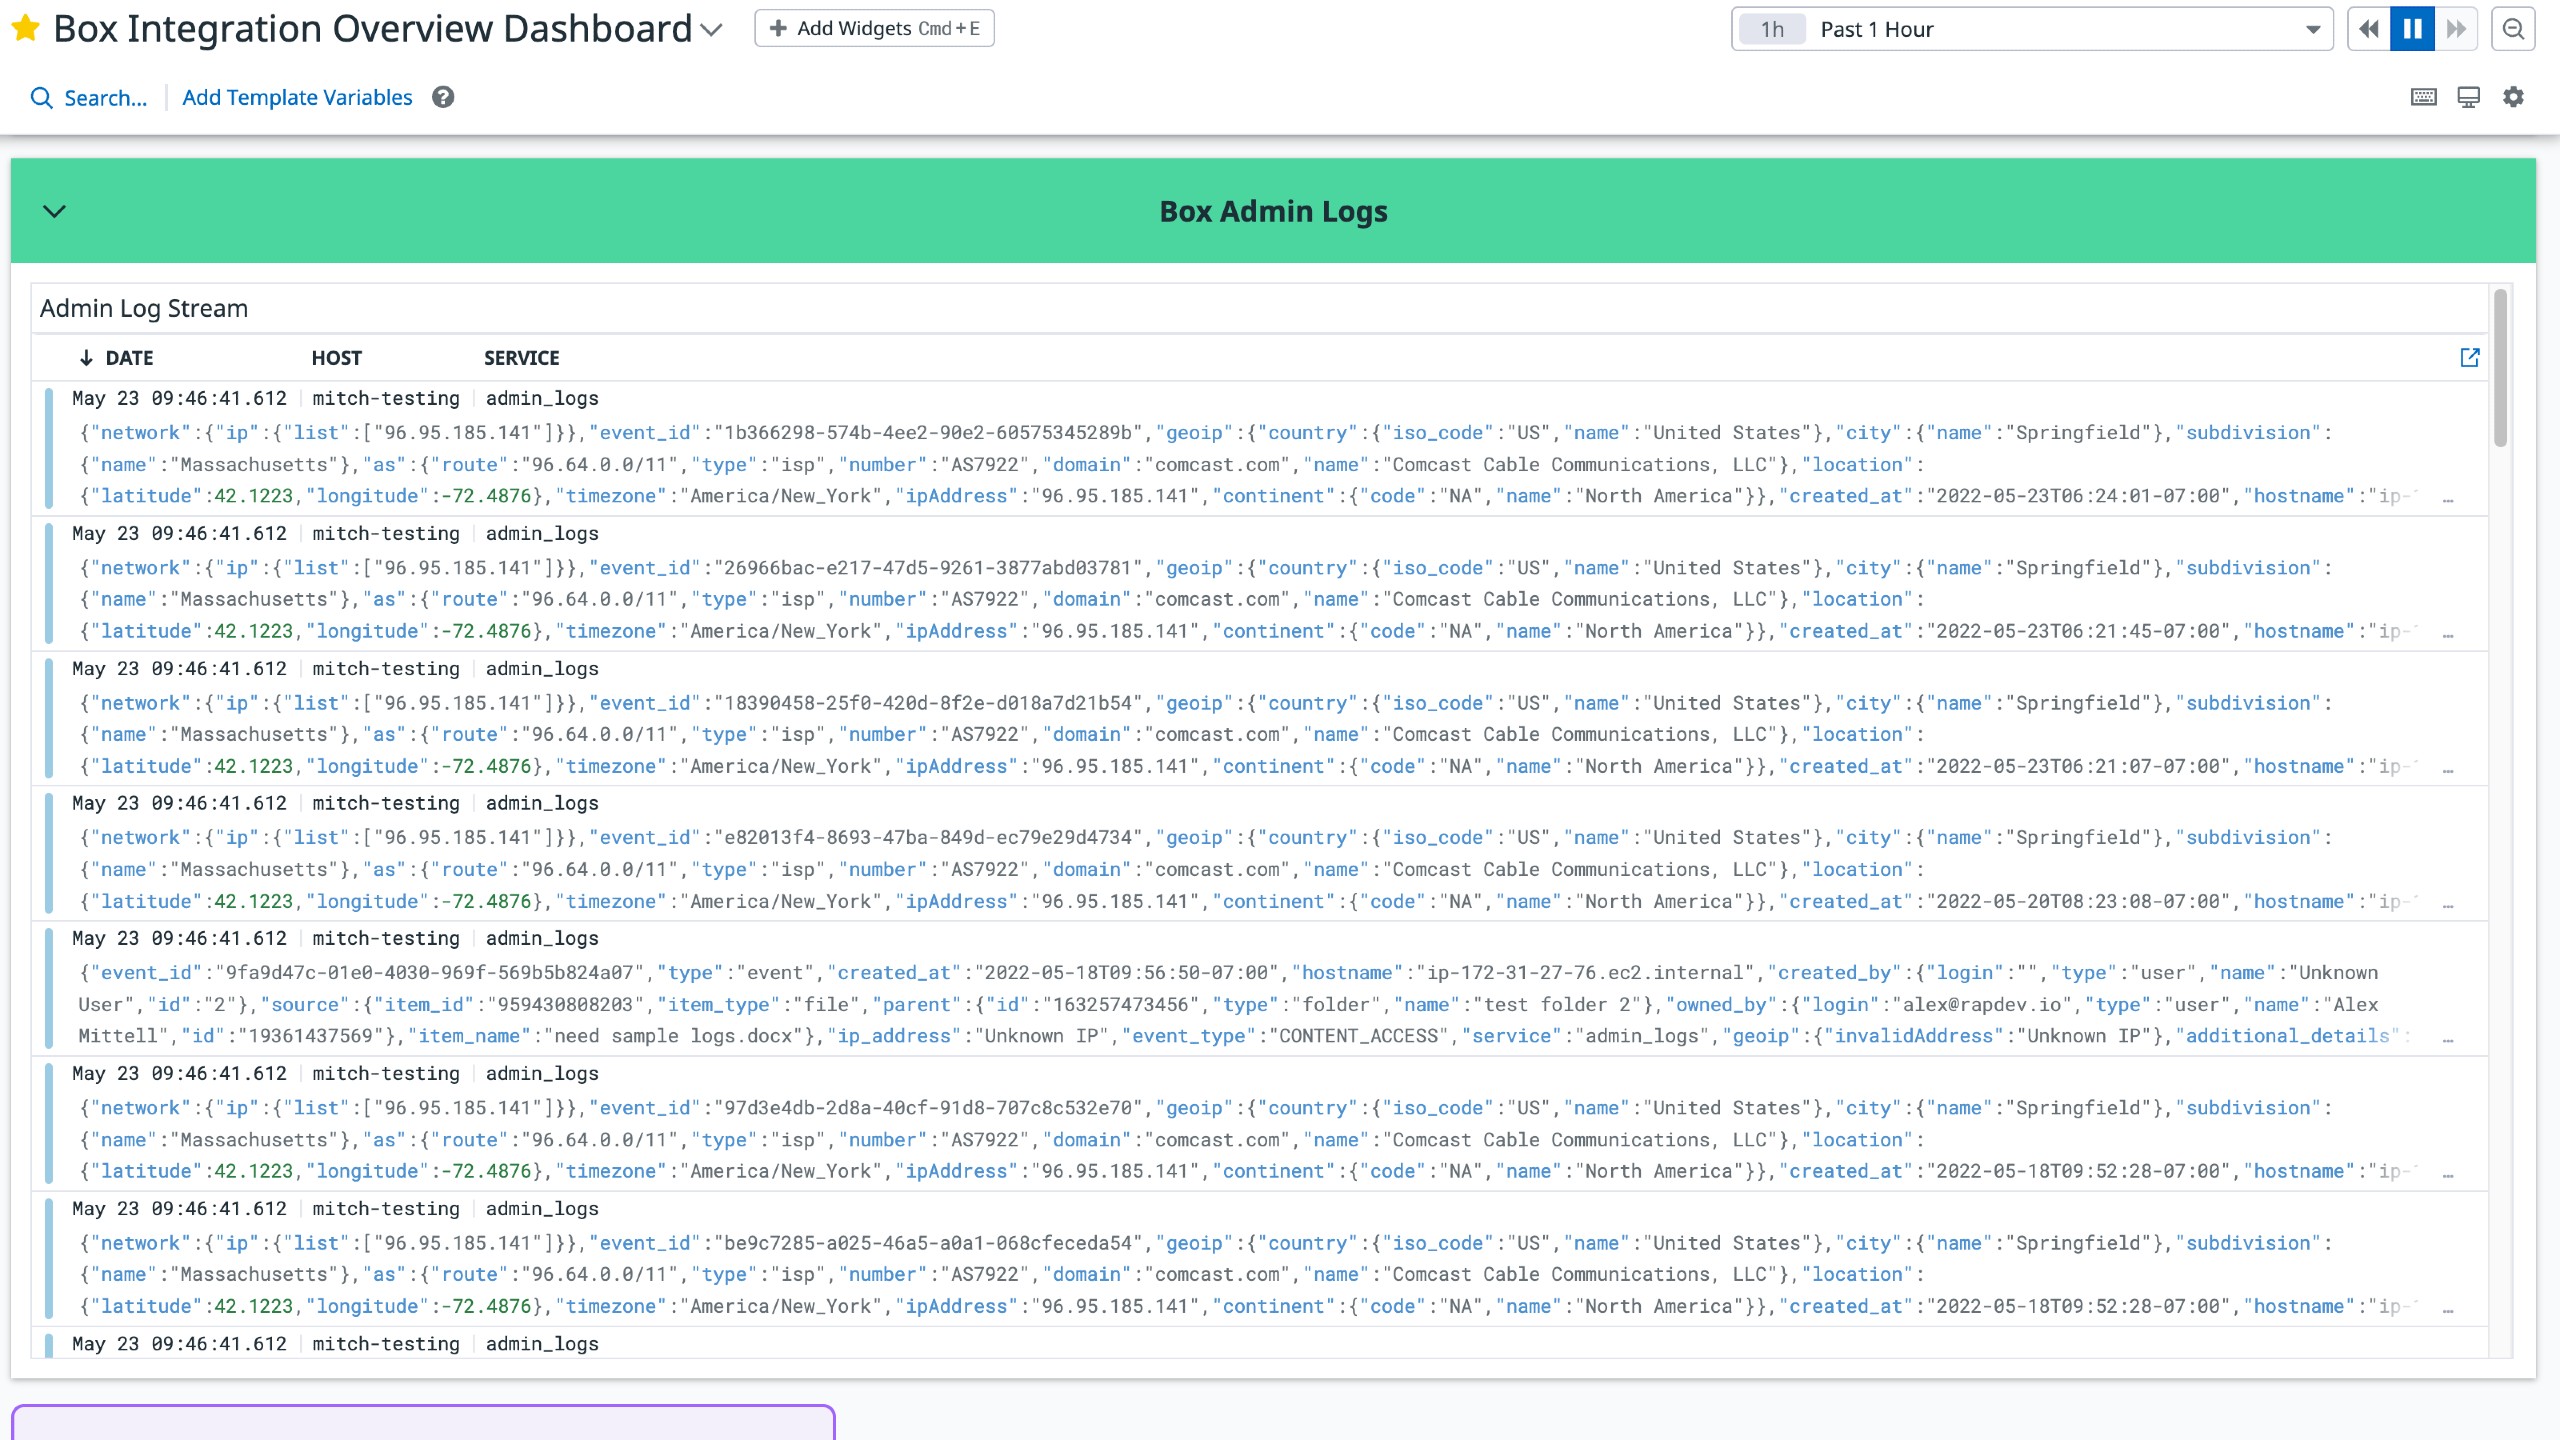 Box Integration Overview Dashboard
Add Widgets Cmd+E
1h Past 1 Hour
Search...
Add Template Variables
Box Admin Logs
Admin Log Stream
DATE HOST SERVICE
May 23 09:46:41.612 mitch-testing admin_logs
{"network":{"ip":{"list":["96.95.185.141"]}},"event_id":"1b366298-574b-4ee2-90e2-60575345289b","geoip":{"country":{"iso_code":"US","name":"United States"},"city":{"name":"Springfield"},"subdivision":
{"name":"Massachusetts"},"as":{"route":"96.64.0.0/11","type":"isp","number":"AS7922","domain":"comcast.com","name":"Comcast Cable Communications, LLC"},"location":
{"latitude":42.1223,"longitude":-72.4876},"timezone":"America/New_York","ipAddress":"96.95.185.141","continent":{"code":"NA","name":"North America"}},"created_at":"2022-05-23T06:24:01-07:00","hostname":"ip- …
May 23 09:46:41.612 mitch-testing admin_logs
{"network":{"ip":{"list":["96.95.185.141"]}},"event_id":"26966bac-e217-47d5-9261-3877abd03781","geoip":{"country":{"iso_code":"US","name":"United States"},"city":{"name":"Springfield"},"subdivision":
{"name":"Massachusetts"},"as":{"route":"96.64.0.0/11","type":"isp","number":"AS7922","domain":"comcast.com","name":"Comcast Cable Communications, LLC"},"location":
{"latitude":42.1223,"longitude":-72.4876},"timezone":"America/New_York","ipAddress":"96.95.185.141","continent":{"code":"NA","name":"North America"}},"created_at":"2022-05-23T06:21:45-07:00","hostname":"ip- …
May 23 09:46:41.612 mitch-testing admin_logs
{"network":{"ip":{"list":["96.95.185.141"]}},"event_id":"18390458-25f0-420d-8f2e-d018a7d21b54","geoip":{"country":{"iso_code":"US","name":"United States"},"city":{"name":"Springfield"},"subdivision":
{"name":"Massachusetts"},"as":{"route":"96.64.0.0/11","type":"isp","number":"AS7922","domain":"comcast.com","name":"Comcast Cable Communications, LLC"},"location":
{"latitude":42.1223,"longitude":-72.4876},"timezone":"America/New_York","ipAddress":"96.95.185.141","continent":{"code":"NA","name":"North America"}},"created_at":"2022-05-23T06:21:07-07:00","hostname":"ip- …
May 23 09:46:41.612 mitch-testing admin_logs
{"network":{"ip":{"list":["96.95.185.141"]}},"event_id":"e82013f4-8693-47ba-849d-ec79e29d4734","geoip":{"country":{"iso_code":"US","name":"United States"},"city":{"name":"Springfield"},"subdivision":
{"name":"Massachusetts"},"as":{"route":"96.64.0.0/11","type":"isp","number":"AS7922","domain":"comcast.com","name":"Comcast Cable Communications, LLC"},"location":
{"latitude":42.1223,"longitude":-72.4876},"timezone":"America/New_York","ipAddress":"96.95.185.141","continent":{"code":"NA","name":"North America"}},"created_at":"2022-05-20T08:23:08-07:00","hostname":"ip- …
May 23 09:46:41.612 mitch-testing admin_logs
{"event_id":"9fa9d47c-01e0-4030-969f-569b5b824a07","type":"event","created_at":"2022-05-18T09:56:50-07:00","hostname":"ip-172-31-27-76.ec2.internal","created_by":{"login":"","type":"user","name":"Unknown
User","id":"2"},"source":{"item_id":"959430808203","item_type":"file","parent":{"id":"163257473456","type":"folder","name":"test folder 2"},"owned_by":{"login":"alex@rapdev.io","type":"user","name":"Alex
Mittell","id":"19361437569"},"item_name":"need sample logs.docx"},"ip_address":"Unknown IP","event_type":"CONTENT_ACCESS","service":"admin_logs","geoip":{"invalidAddress":"Unknown IP"},"additional_details": …
May 23 09:46:41.612 mitch-testing admin_logs
{"network":{"ip":{"list":["96.95.185.141"]}},"event_id":"97d3e4db-2d8a-40cf-91d8-707c8c532e70","geoip":{"country":{"iso_code":"US","name":"United States"},"city":{"name":"Springfield"},"subdivision":
{"name":"Massachusetts"},"as":{"route":"96.64.0.0/11","type":"isp","number":"AS7922","domain":"comcast.com","name":"Comcast Cable Communications, LLC"},"location":
{"latitude":42.1223,"longitude":-72.4876},"timezone":"America/New_York","ipAddress":"96.95.185.141","continent":{"code":"NA","name":"North America"}},"created_at":"2022-05-18T09:52:28-07:00","hostname":"ip- …
May 23 09:46:41.612 mitch-testing admin_logs
{"network":{"ip":{"list":["96.95.185.141"]}},"event_id":"be9c7285-a025-46a5-a0a1-068cfeceda54","geoip":{"country":{"iso_code":"US","name":"United States"},"city":{"name":"Springfield"},"subdivision":
{"name":"Massachusetts"},"as":{"route":"96.64.0.0/11","type":"isp","number":"AS7922","domain":"comcast.com","name":"Comcast Cable Communications, LLC"},"location":
{"latitude":42.1223,"longitude":-72.4876},"timezone":"America/New_York","ipAddress":"96.95.185.141","continent":{"code":"NA","name":"North America"}},"created_at":"2022-05-18T09:52:28-07:00","hostname":"ip- …
May 23 09:46:41.612 mitch-testing admin_logs